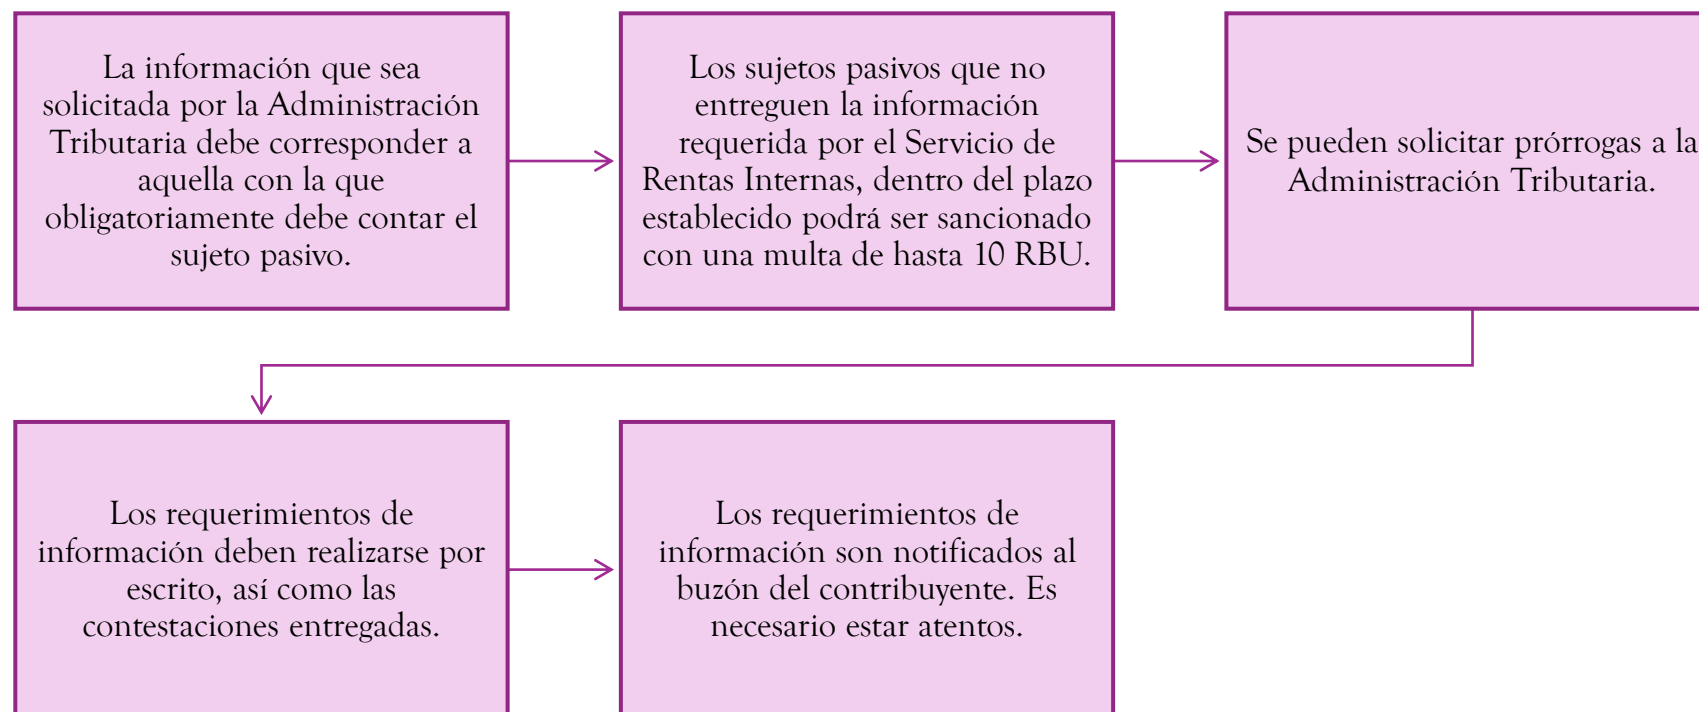 La información que sea
solicitada por la Administración
Tributaria debe corresponder a
aquella con la que
obligatoriamente debe contar el
sujeto pasivo.
Los sujetos pasivos que no
entreguen la información
requerida por el Servicio de
Rentas Internas, dentro del plazo
establecido podrá ser sancionado
con una multa de hasta 10 RBU.
Se pueden solicitar prórrogas a la
Administración Tributaria.
Los requerimientos de
información deben realizarse por
escrito, así como las
contestaciones entregadas.
Los requerimientos de
información son notificados al
buzón del contribuyente. Es
necesario estar atentos.